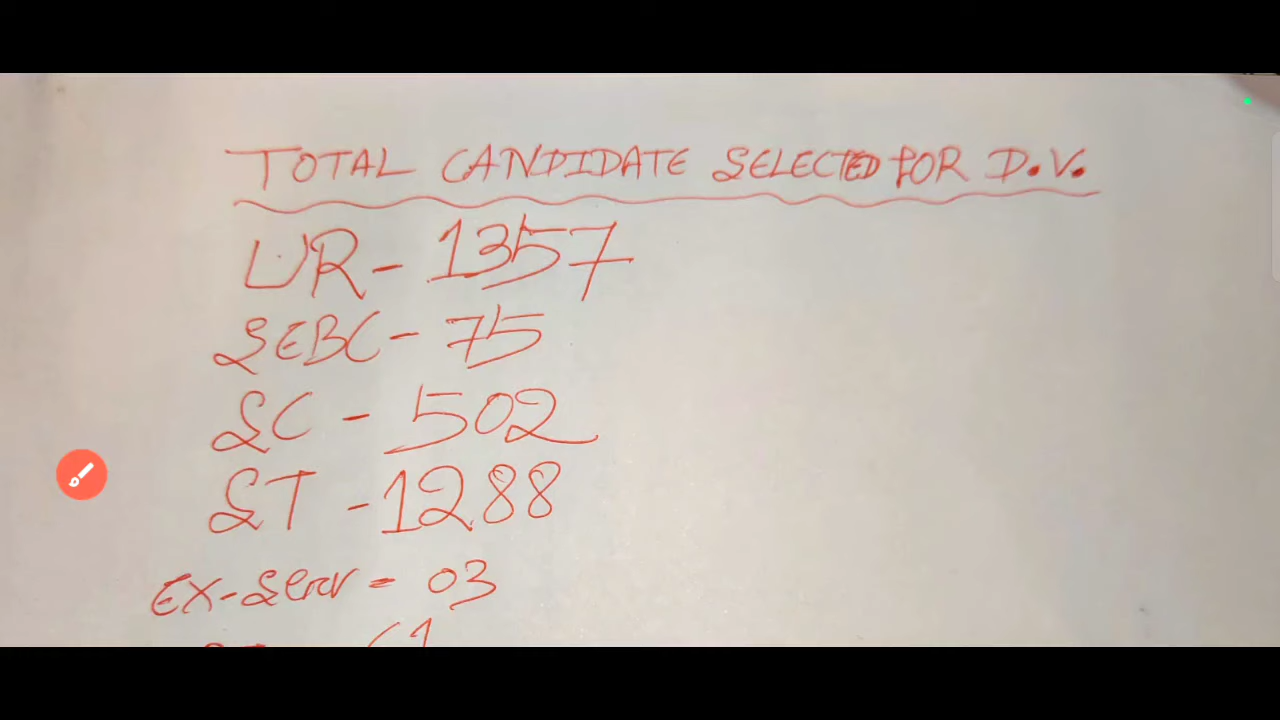 TOTAL CANDIDATE SELECTED FOR D.V.
UR - 1357
SEBC - 75
SC - 502
ST - 1288
EX-Serv - 03